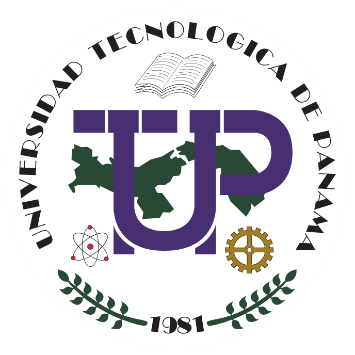 UNIVERSIDAD TECNOLOGICA DE PANAMA
UTP
1981